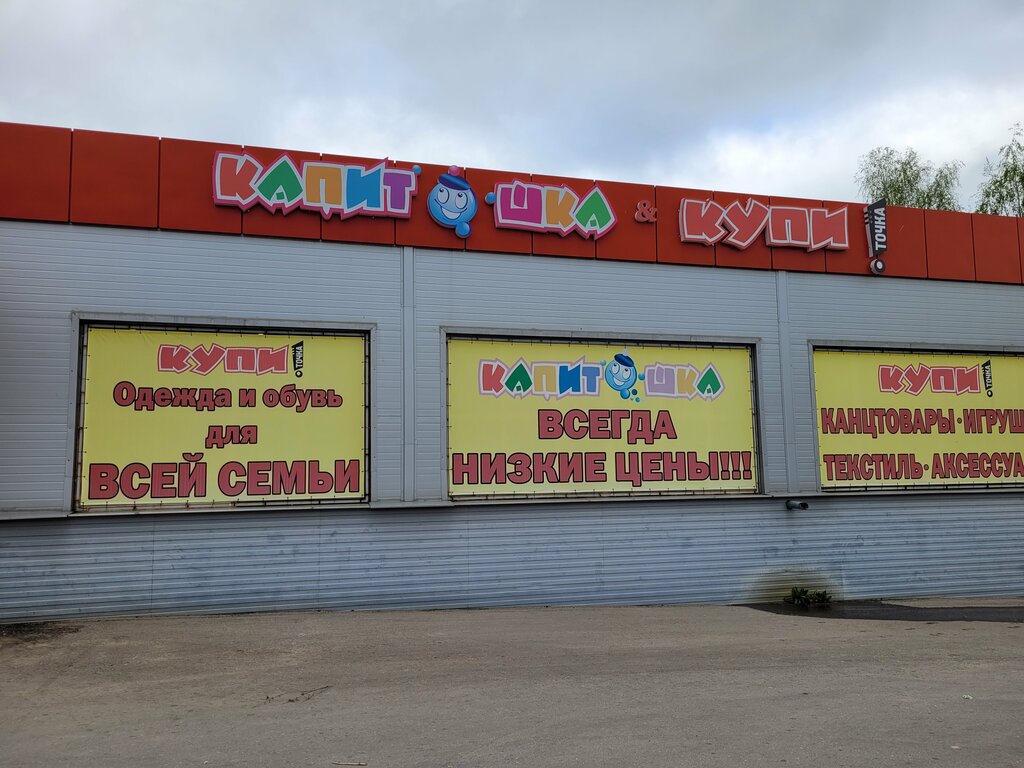 КАПИТОШКА & КУПИ! ТОЧКА
КУПИ! ТОЧКА
Одежда и обувь
для
ВСЕЙ СЕМЬИ
КАПИТОШКА
ВСЕГДА
НИЗКИЕ ЦЕНЫ!!!
КУПИ! ТОЧКА
КАНЦТОВАРЫ·ИГРУШ
ТЕКСТИЛЬ·АКСЕССУА